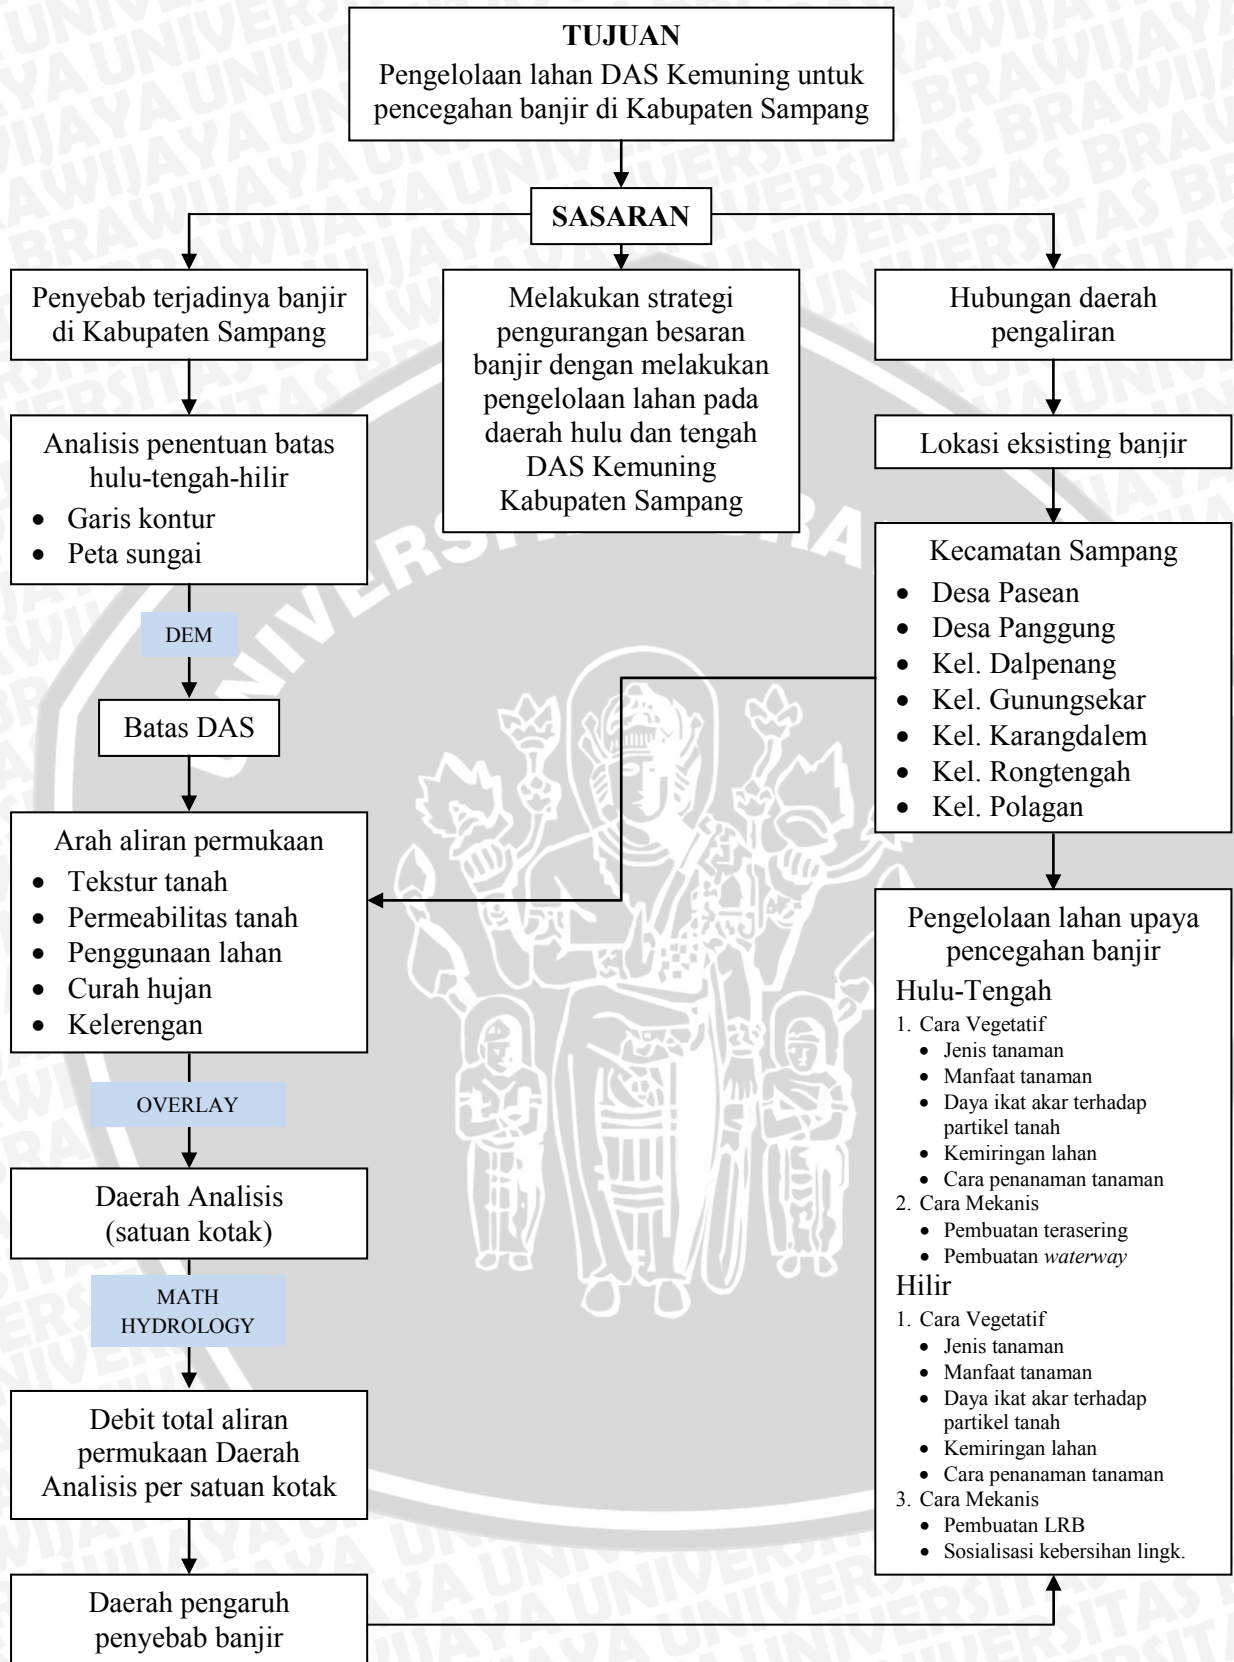 TUJUAN
Pengelolaan lahan DAS Kemuning untuk
pencegahan banjir di Kabupaten Sampang
SASARAN
Penyebab terjadinya banjir
di Kabupaten Sampang
Analisis penentuan batas
hulu-tengah-hilir
• Garis kontur
• Peta sungai
DEM
Batas DAS
Arah aliran permukaan
• Tekstur tanah
• Permeabilitas tanah
• Penggunaan lahan
• Curah hujan
• Kelerengan
OVERLAY
Daerah Analisis
(satuan kotak)
MATH
HYDROLOGY
Debit total aliran
permukaan Daerah
Analisis per satuan kotak
Daerah pengaruh
penyebab banjir
Melakukan strategi
pengurangan besaran
banjir dengan melakukan
pengelolaan lahan pada
daerah hulu dan tengah
DAS Kemuning
Kabupaten Sampang
Hubungan daerah
pengaliran
Lokasi eksisting banjir
Kecamatan Sampang
• Desa Pasean
• Desa Panggung
• Kel. Dalpenang
• Kel. Gunungsekar
• Kel. Karangdalem
• Kel. Rongtengah
• Kel. Polagan
Pengelolaan lahan upaya
pencegahan banjir
Hulu-Tengah
1. Cara Vegetatif
• Jenis tanaman
• Manfaat tanaman
• Daya ikat akar terhadap
partikel tanah
• Kemiringan lahan
• Cara penanaman tanaman
2. Cara Mekanis
• Pembuatan terasering
• Pembuatan waterway
Hilir
1. Cara Vegetatif
• Jenis tanaman
• Manfaat tanaman
• Daya ikat akar terhadap
partikel tanah
• Kemiringan lahan
• Cara penanaman tanaman
3. Cara Mekanis
• Pembuatan LRB
• Sosialisasi kebersihan lingk.